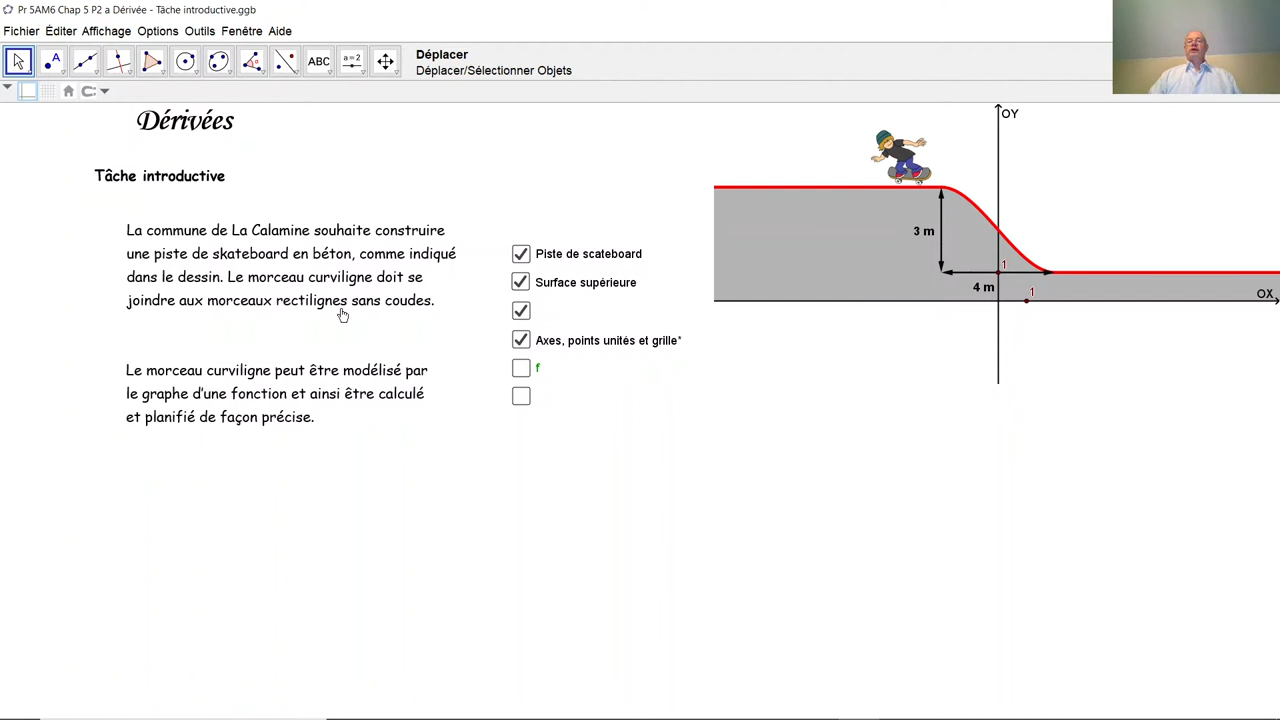 Pr 5AM6 Chap 5 P2 a Dérivée - Tâche introductive.ggb
Fichier Éditer Affichage Options Outils Fenêtre Aide
A
ABC
a=2
Déplacer
Déplacer/Sélectionner Objets
Dérivées
Tâche introductive
La commune de La Calamine souhaite construire
une piste de skateboard en béton, comme indiqué
dans le dessin. Le morceau curviligne doit se
joindre aux morceaux rectilignes sans coudes.
Le morceau curviligne peut être modélisé par
le graphe d'une fonction et ainsi être calculé
et planifié de façon précise.
Piste de scateboard
Surface supérieure
Axes, points unités et grille*
f
OY
3 m
1
4 m
1
OX